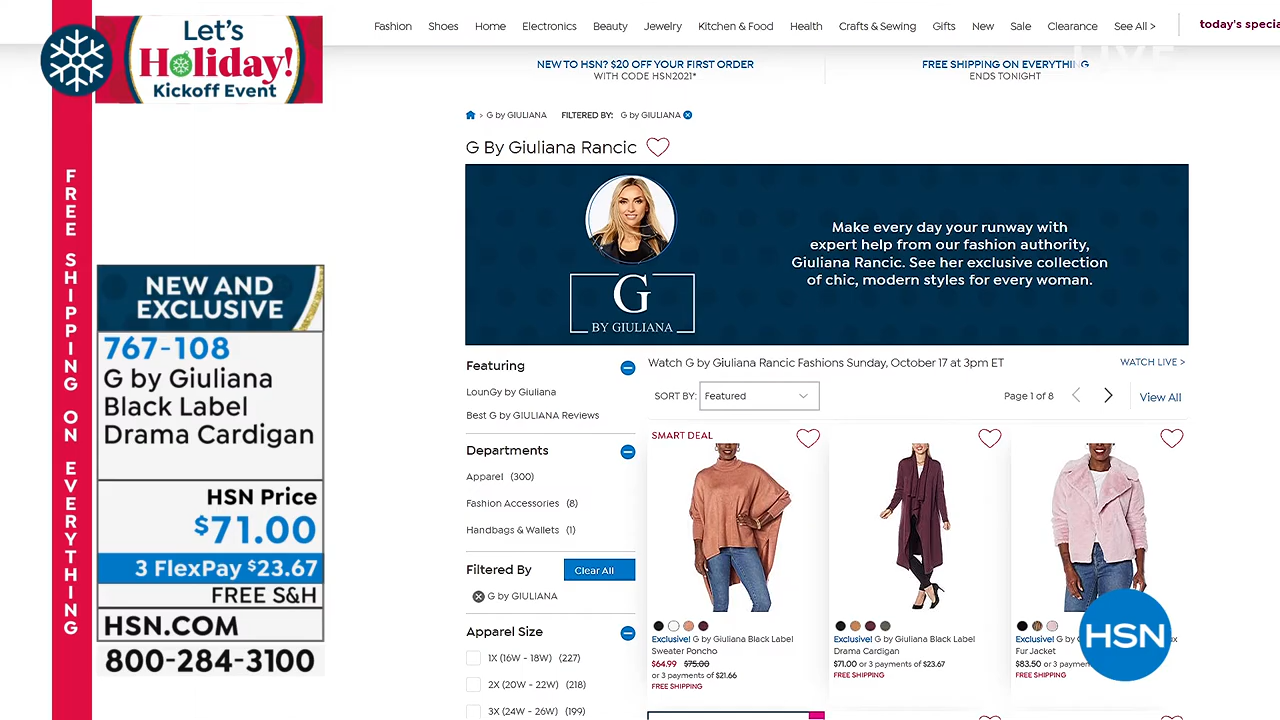 Let's
Holiday!
Kickoff Event
FREE SHIPPING ON EVERYTHING
NEW AND
EXCLUSIVE
767-108
G by Giuliana
Black Label
Drama Cardigan
HSN Price
$71.00
3 FlexPay $23.67
FREE S&H
HSN.COM
800-284-3100
Fashion Shoes Home Electronics Beauty Jewelry Kitchen & Food Health Crafts & Sewing Gifts New Sale Clearance See All >
today's
LIVE
NEW TO HSN? $20 OFF YOUR FIRST ORDER
WITH CODE HSN2021*
FREE SHIPPING ON EVERYTHING
ENDS TONIGHT
> G by GIULIANA FILTERED BY: G by GIULIANA
G By Giuliana Rancic
G
BY GIULIANA
Make every day your runway with
expert help from our fashion authority,
Giuliana Rancic. See her exclusive collection
of chic, modern styles for every woman.
Featuring
LounGy by Giuliana
Best G by GIULIANA Reviews
Departments
Apparel (300)
Fashion Accessories (8)
Handbags & Wallets (1)
Filtered By Clear All
G by GIULIANA
Apparel Size
1X (16W - 18W) (227)
2X (20W - 22W) (218)
3X (24W - 26W) (199)
Watch G by Giuliana Rancic Fashions Sunday, October 17 at 3pm ET
WATCH LIVE >
SORT BY: Featured
Page 1 of 8
View All
SMART DEAL
Exclusive! G by Giuliana Black Label
Sweater Poncho
$64.99 $75.00
or 3 payments of $21.66
FREE SHIPPING
Exclusive! G by Giuliana Black Label
Drama Cardigan
$71.00 or 3 payments of $23.67
FREE SHIPPING
Exclusive! G by
Fur Jacket
$83.50 or 3
FREE SHIPPING
HSN